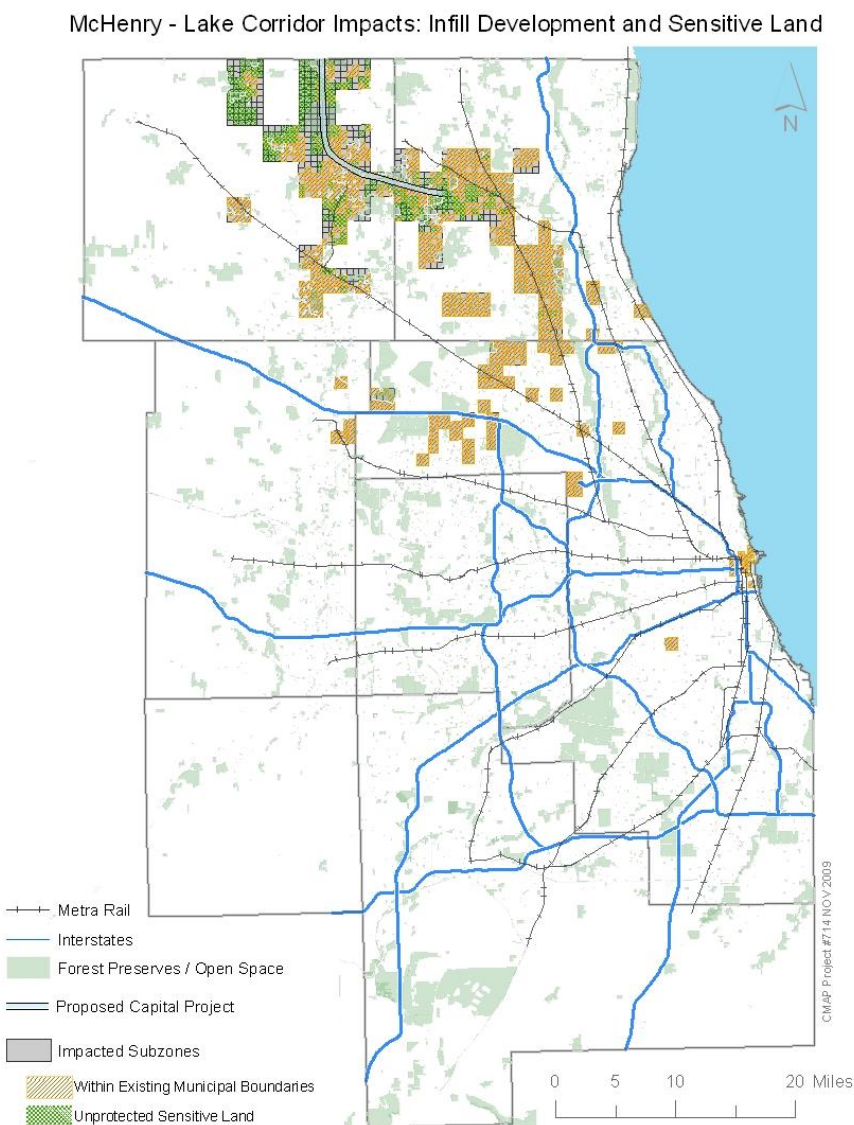 McHenry - Lake Corridor Impacts: Infill Development and Sensitive Land
N
Metra Rail
Interstates
Forest Preserves / Open Space
Proposed Capital Project
Impacted Subzones
Within Existing Municipal Boundaries
Unprotected Sensitive Land
0 5 10 20 Miles
CMAP Project #714 NOV 2009